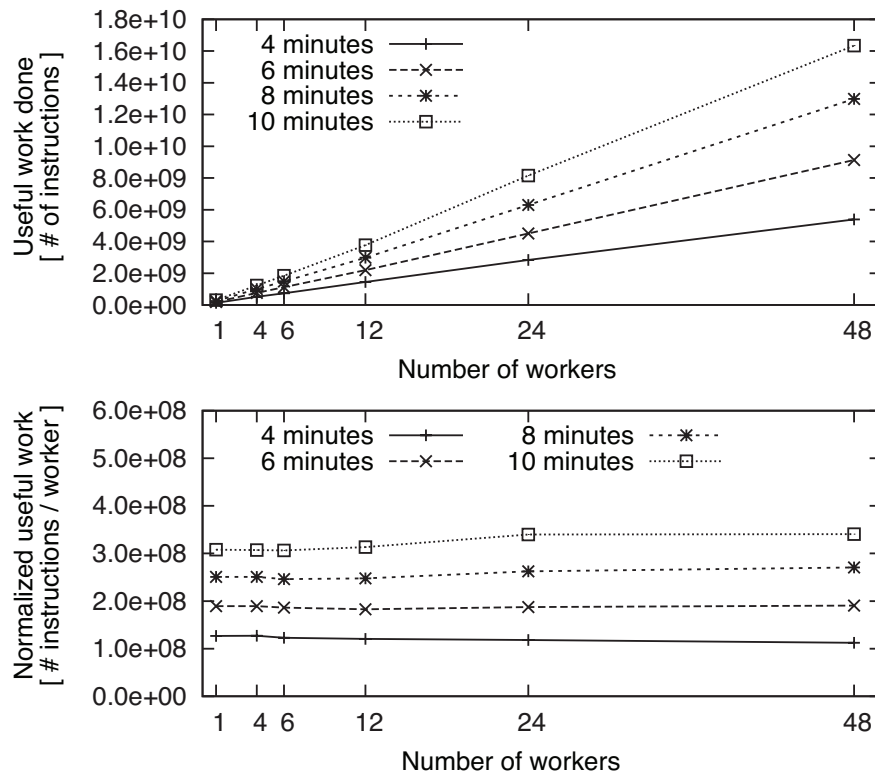 Useful work done
[ # of instructions ]
1.8e+10
1.6e+10
1.4e+10
1.2e+10
1.0e+10
8.0e+09
6.0e+09
4.0e+09
2.0e+09
0.0e+00
4 minutes
6 minutes
8 minutes
10 minutes
1 4 6 12 24 48
Number of workers
Normalized useful work
[ # instructions / worker ]
6.0e+08
5.0e+08
4.0e+08
3.0e+08
2.0e+08
1.0e+08
0.0e+00
4 minutes
6 minutes
8 minutes
10 minutes
1 4 6 12 24 48
Number of workers